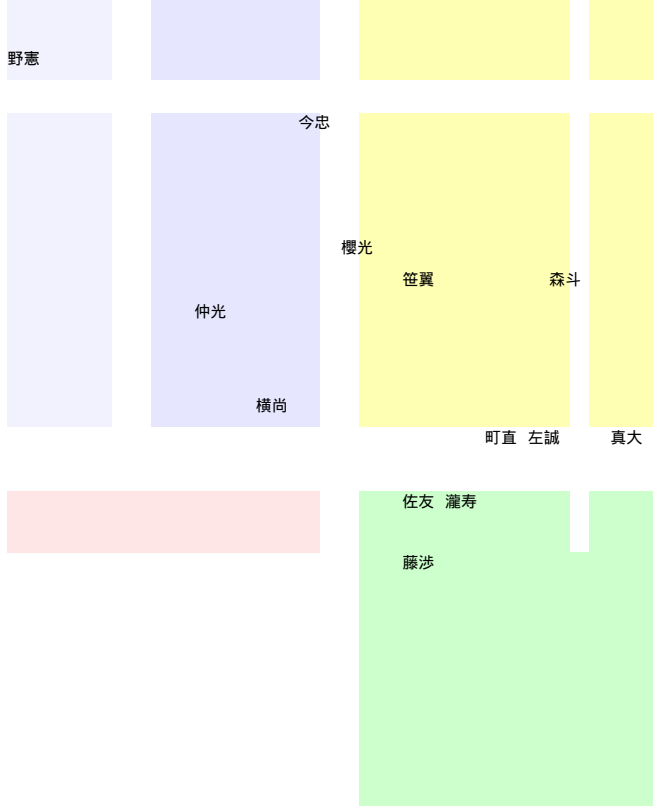 野憲
今忠
櫻光
笹翼 森斗
仲光
横尚
町直 左誠 真大
佐友 瀧寿
藤渉